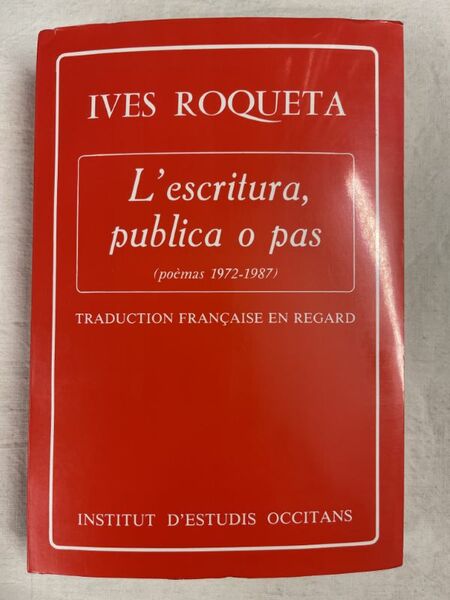 IVES ROQUETA
L'escritura,
publica o pas
(poèmas 1972-1987)
TRADUCTION FRANÇAISE EN REGARD
INSTITUT D'ESTUDIS OCCITANS